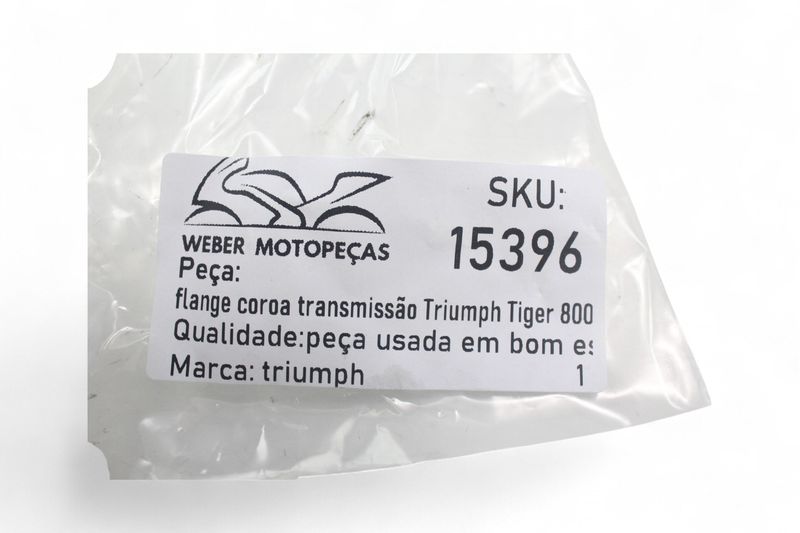 SKU:
15396
WEBER MOTOPEÇAS
Peça:
flange coroa transmissão Triumph Tiger 800
Qualidade:peça usada em bom es
Marca: triumph 1